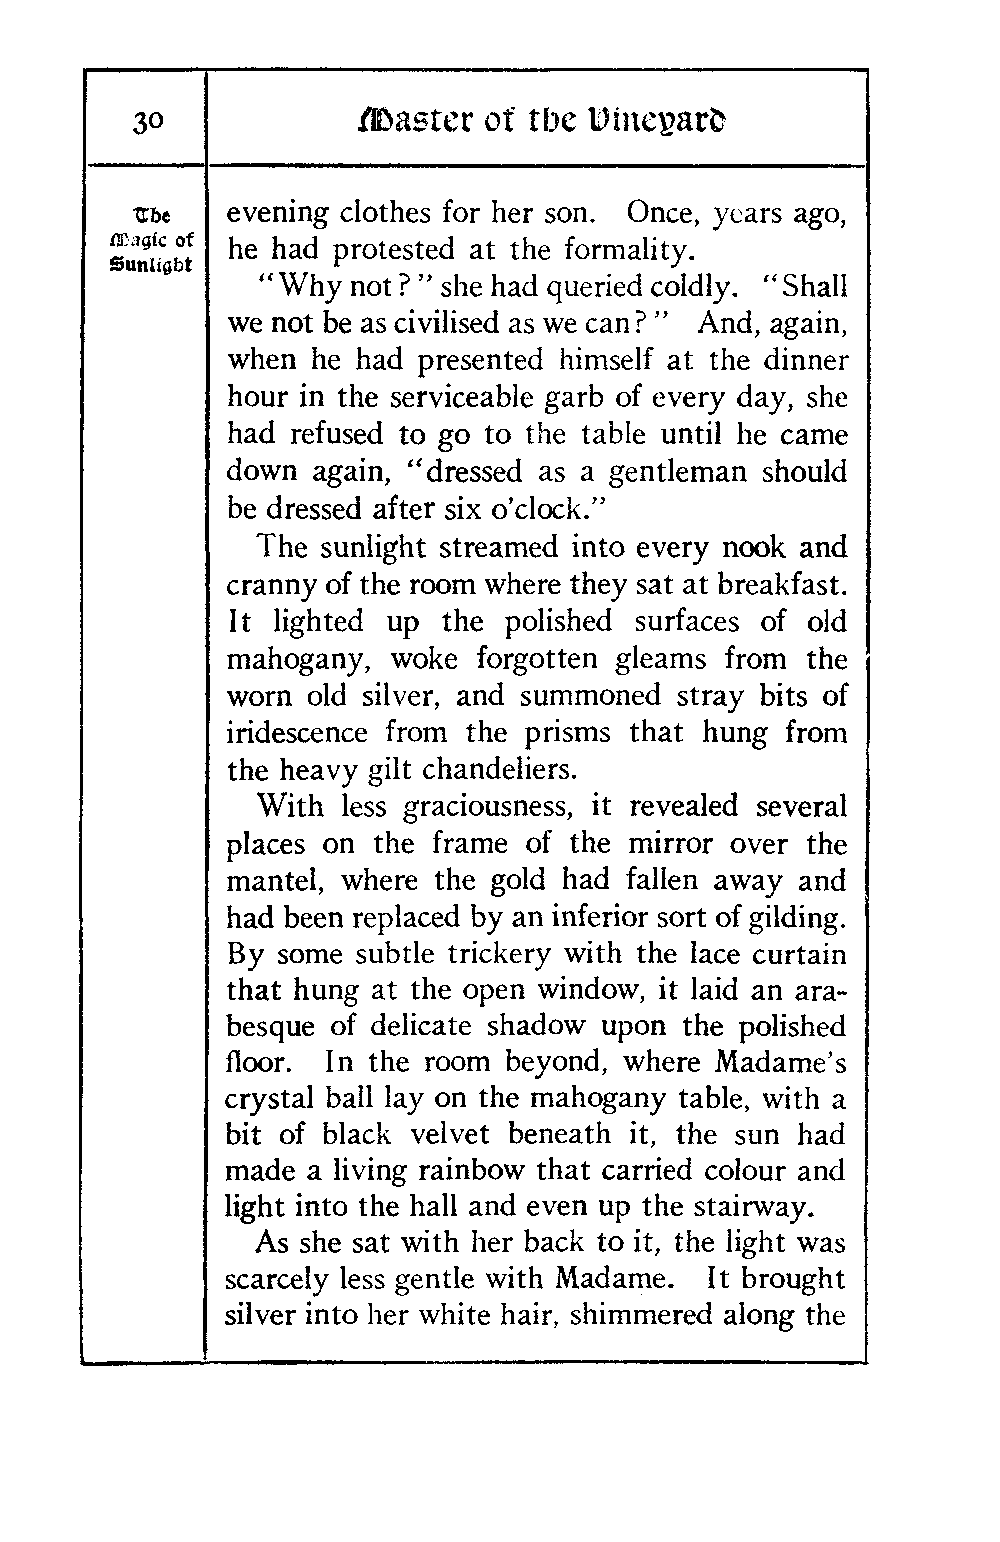 30
Master of the Vineyard
The
Magic of
Sunlight
evening clothes for her son. Once, years ago,
he had protested at the formality.
“Why not?” she had queried coldly. “Shall
we not be as civilised as we can?” And, again,
when he had presented himself at the dinner
hour in the serviceable garb of every day, she
had refused to go to the table until he came
down again, “dressed as a gentleman should
be dressed after six o’clock.”
The sunlight streamed into every nook and
cranny of the room where they sat at breakfast.
It lighted up the polished surfaces of old
mahogany, woke forgotten gleams from the
worn old silver, and summoned stray bits of
iridescence from the prisms that hung from
the heavy gilt chandeliers.
With less graciousness, it revealed several
places on the frame of the mirror over the
mantel, where the gold had fallen away and
had been replaced by an inferior sort of gilding.
By some subtle trickery with the lace curtain
that hung at the open window, it laid an ara-
besque of delicate shadow upon the polished
floor. In the room beyond, where Madame’s
crystal ball lay on the mahogany table, with a
bit of black velvet beneath it, the sun had
made a living rainbow that carried colour and
light into the hall and even up the stairway.
As she sat with her back to it, the light was
scarcely less gentle with Madame. It brought
silver into her white hair, shimmered along the